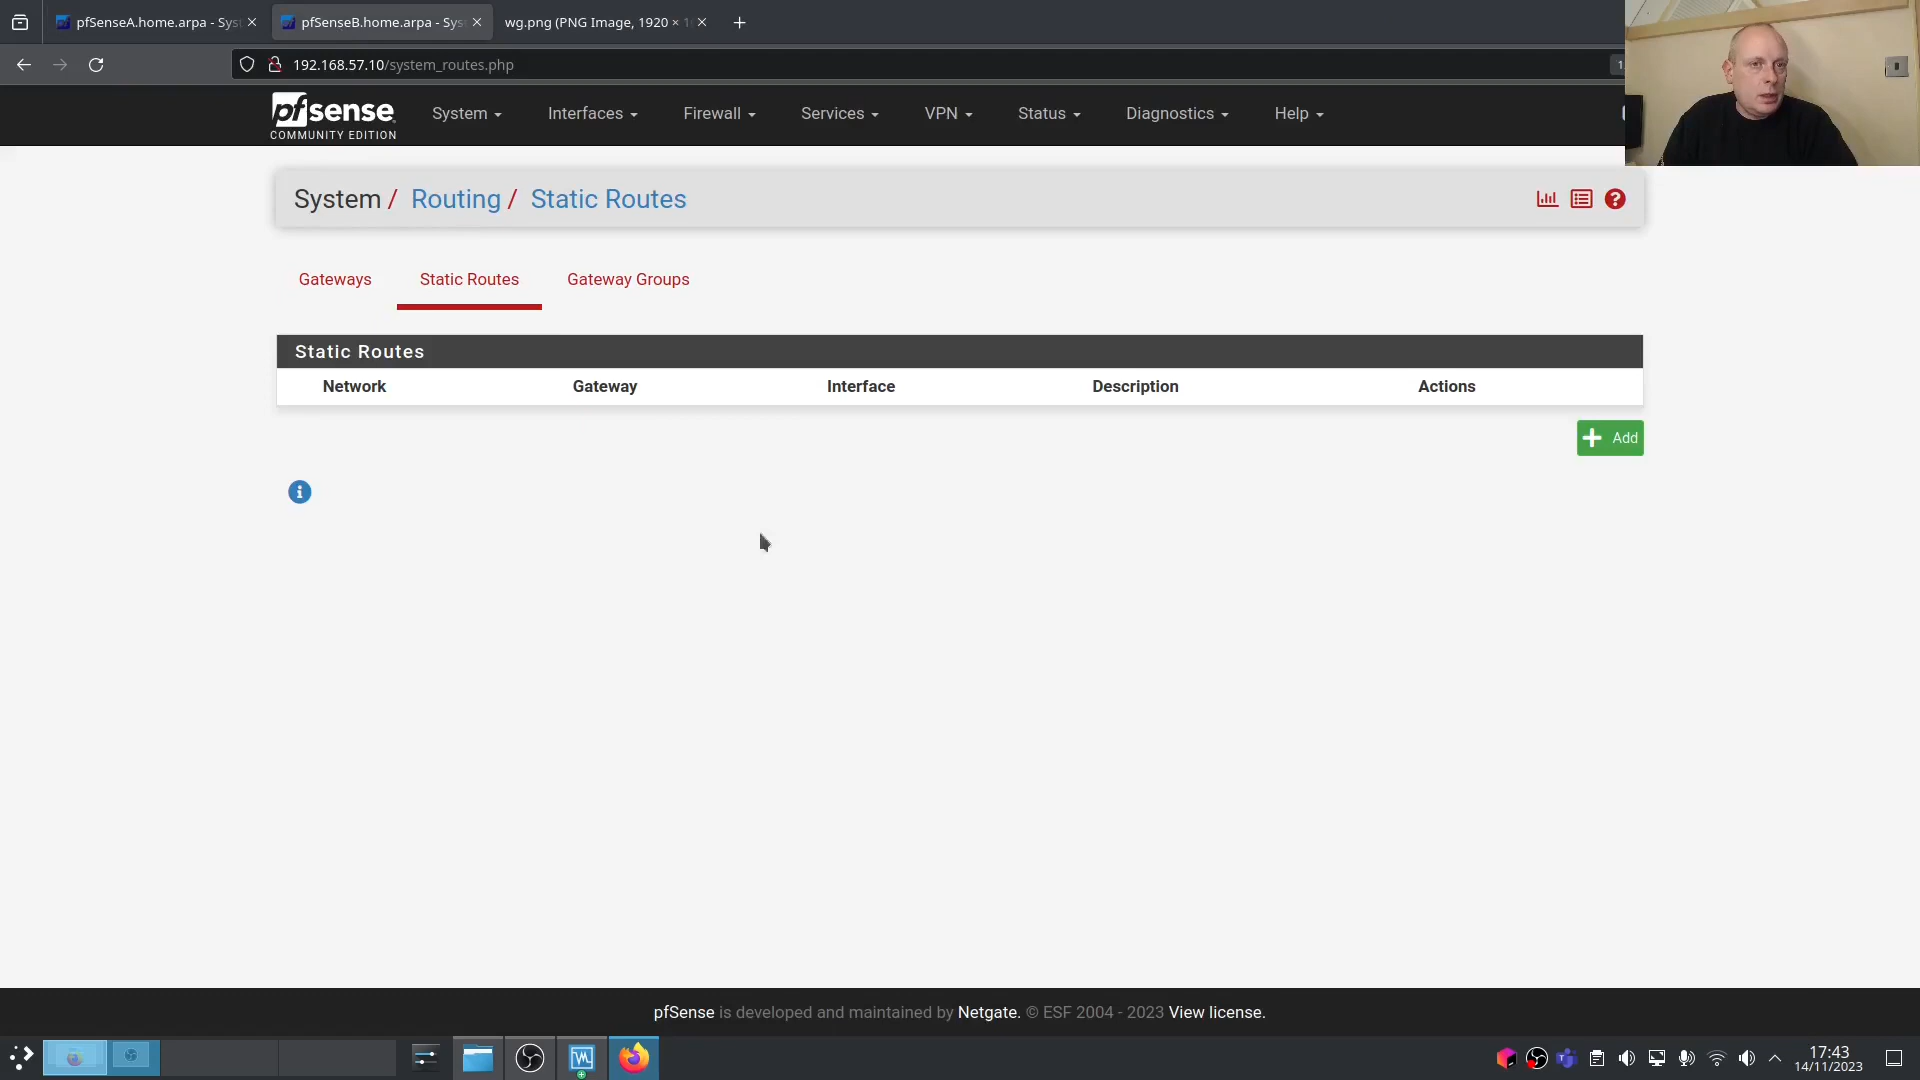 pfSenseA.home.arpa - Syst
pfSenseB.home.arpa - Sys
wg.png (PNG Image, 1920 × 1
192.168.57.10/system_routes.php
pfsense
COMMUNITY EDITION
System
Interfaces
Firewall
Services
VPN
Status
Diagnostics
Help
System / Routing / Static Routes
Gateways
Static Routes
Gateway Groups
Static Routes
Network
Gateway
Interface
Description
Actions
Add
pfSense is developed and maintained by Netgate. © ESF 2004 - 2023 View license.
17:43
14/11/2023